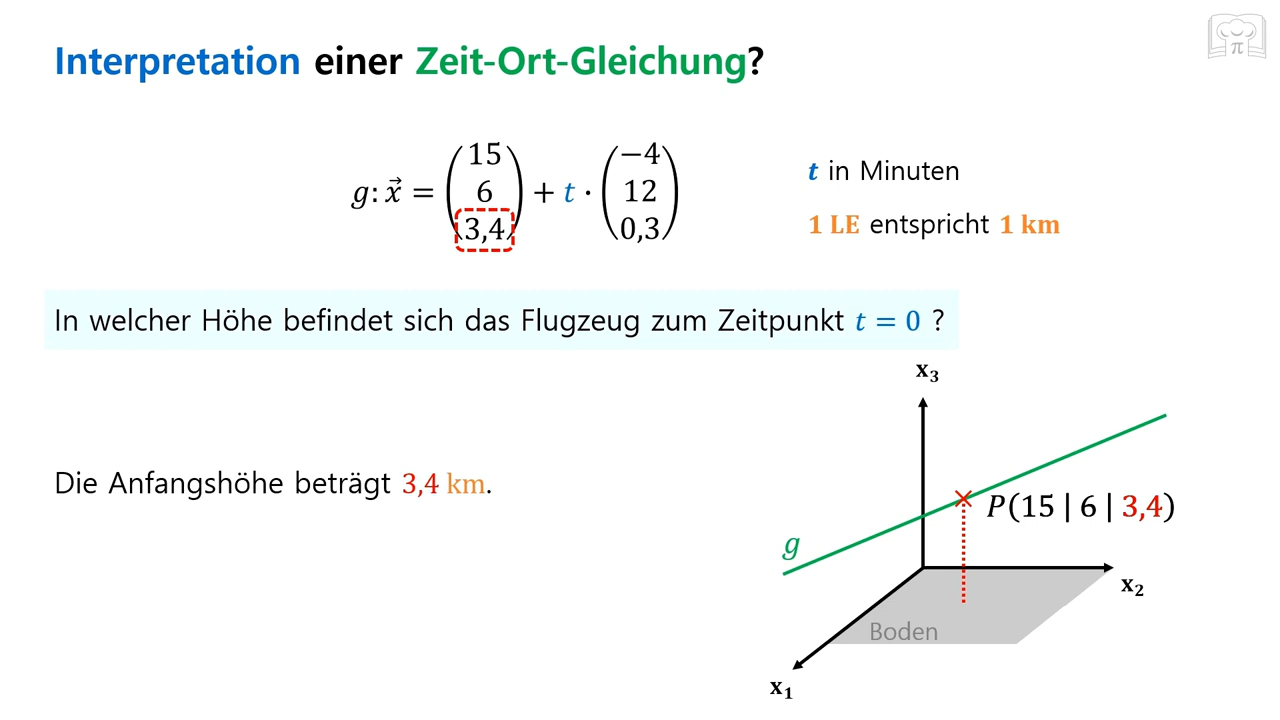 Interpretation einer Zeit-Ort-Gleichung?
π
g: x⃗ = (15 6 3,4) + t · (−4 12 0,3)
t in Minuten
1 LE entspricht 1 km
In welcher Höhe befindet sich das Flugzeug zum Zeitpunkt t = 0 ?
Die Anfangshöhe beträgt 3,4 km.
x₃
P(15 | 6 | 3,4)
g
x₂
Boden
x₁